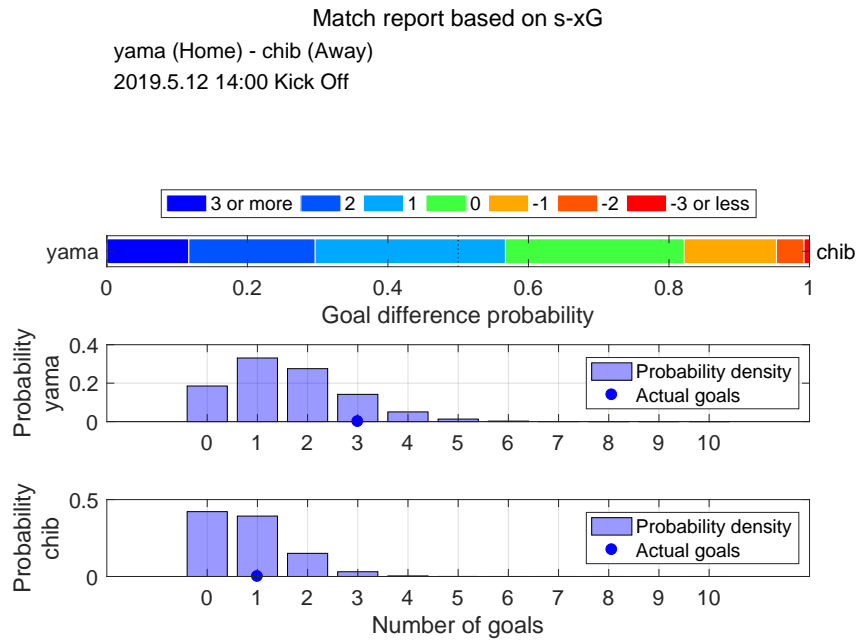 Match report based on s-xG
yama (Home) - chib (Away)
2019.5.12 14:00 Kick Off
3 or more 2 1 0 -1 -2 -3 or less
yama chib
0 0.2 0.4 0.6 0.8 1
Goal difference probability
Probability
yama
0.4
0.2
0
Probability density
Actual goals
0 1 2 3 4 5 6 7 8 9 10
Probability
chib
0.5
0
Probability density
Actual goals
0 1 2 3 4 5 6 7 8 9 10
Number of goals